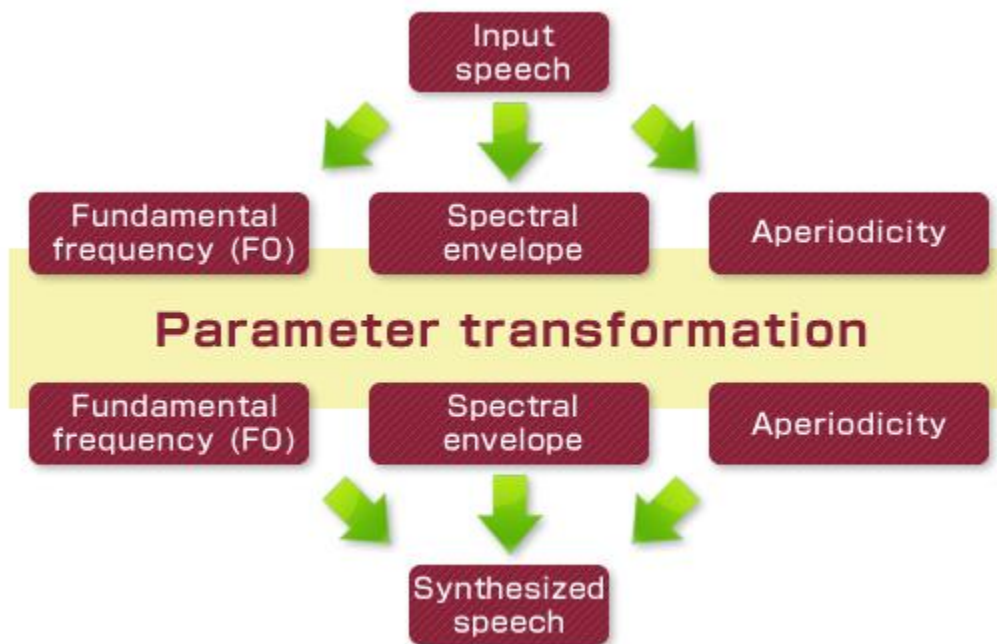 Input
speech
Fundamental
frequency (F0)
Spectral
envelope
Aperiodicity
Parameter transformation
Fundamental
frequency (F0)
Spectral
envelope
Aperiodicity
Synthesized
speech